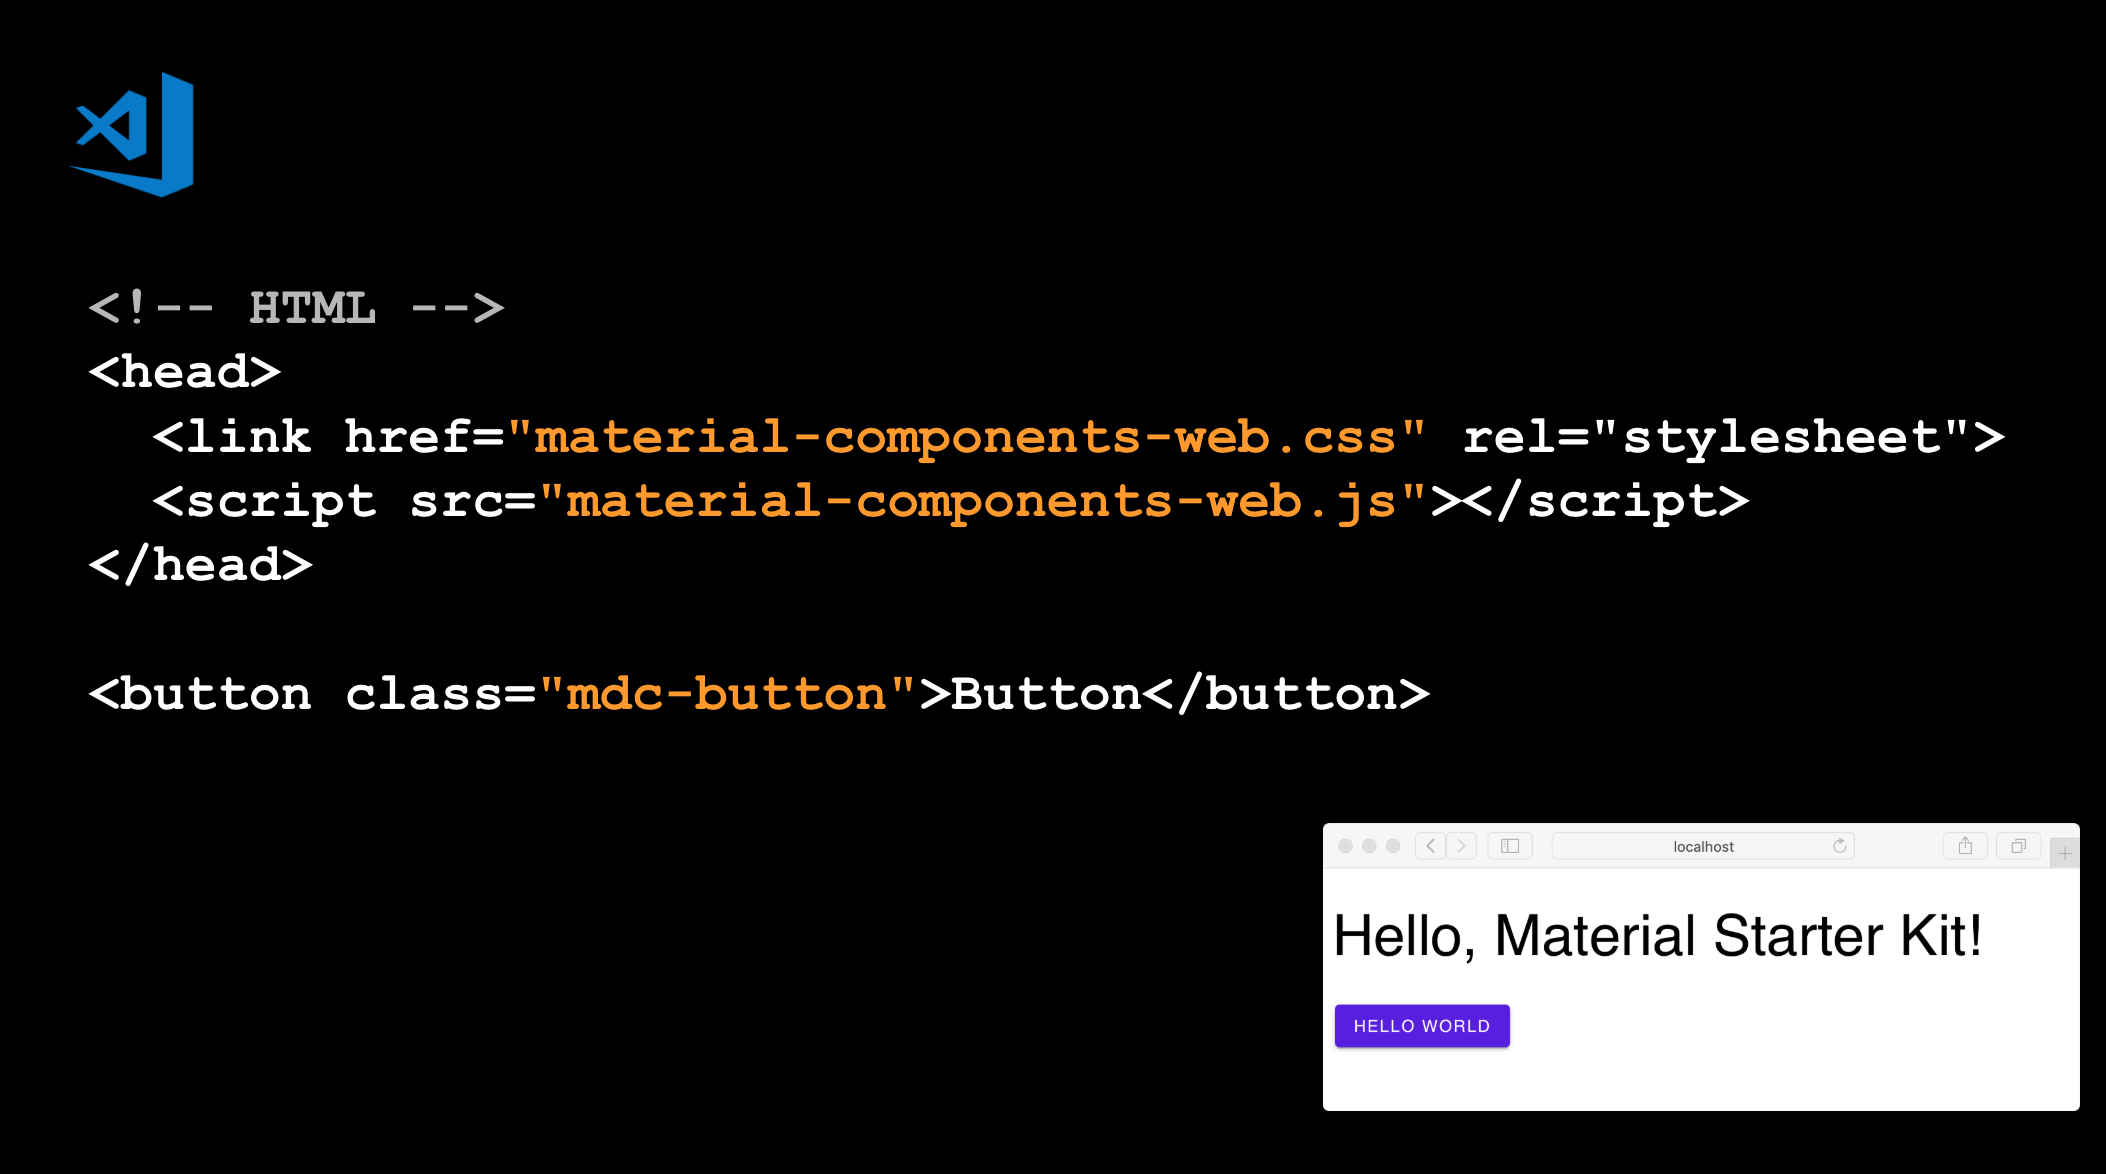 <!-- HTML -->
<head>
  <link href="material-components-web.css" rel="stylesheet">
  <script src="material-components-web.js"></script>
</head>
<button class="mdc-button">Button</button>
localhost
Hello, Material Starter Kit!
HELLO WORLD